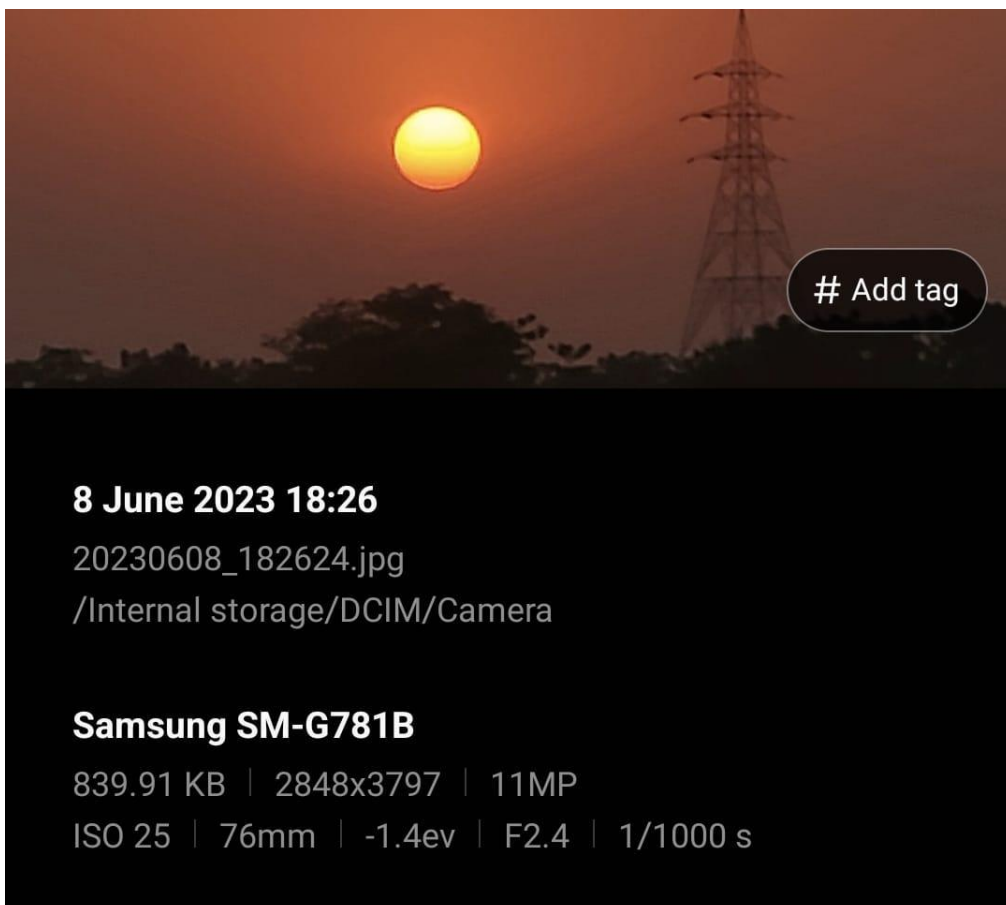 # Add tag
8 June 2023 18:26
20230608_182624.jpg
/Internal storage/DCIM/Camera
Samsung SM-G781B
839.91 KB | 2848x3797 | 11MP
ISO 25 | 76mm | -1.4ev | F2.4 | 1/1000 s